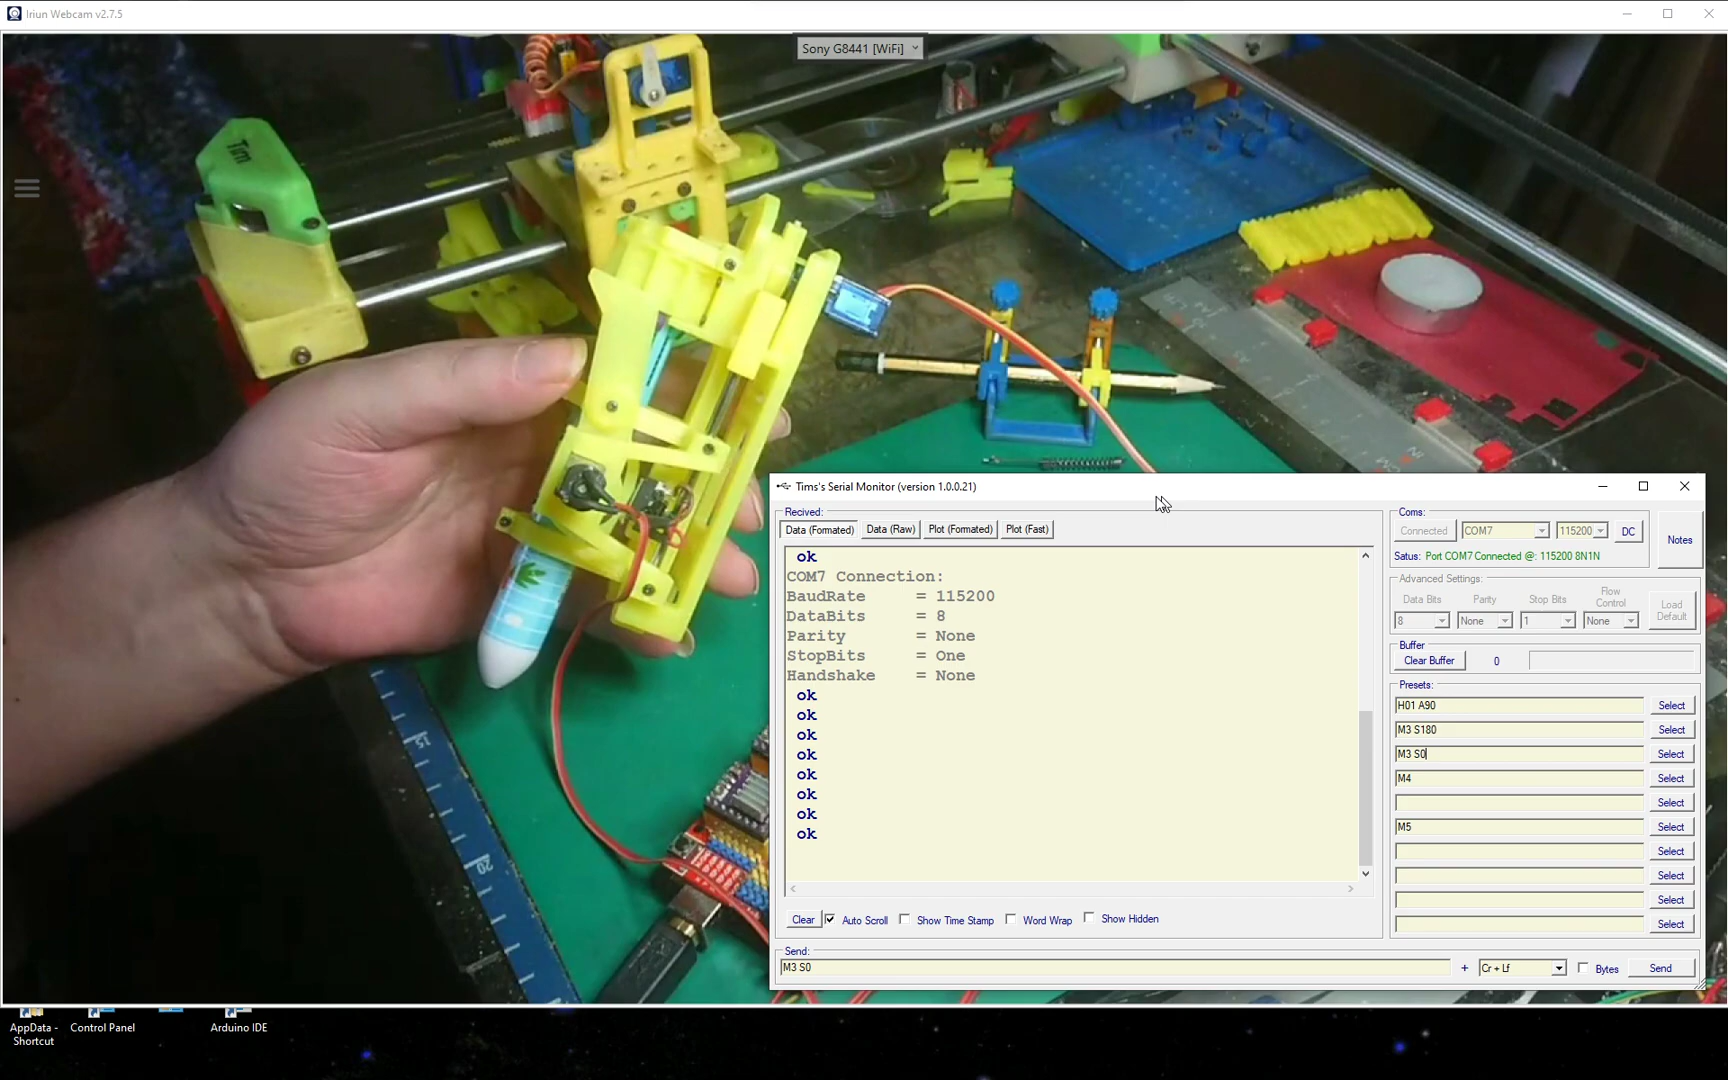 Iriun Webcam v2.7.5
Sony G8441 [WiFi]
Tim
15
20
Tims's Serial Monitor (version 1.0.0.21)
Recived:
Data (Formated)
Data (Raw)
Plot (Formated)
Plot (Fast)
ok
COM7 Connection:
BaudRate = 115200
DataBits = 8
Parity = None
StopBits = One
Handshake = None
ok
ok
ok
ok
ok
ok
ok
ok
Clear
Auto Scroll
Show Time Stamp
Word Wrap
Show Hidden
Send:
M3 S0
+
Cr + Lf
Bytes
Send
Coms:
Connected
COM7
115200
DC
Notes
Satus: Port COM7 Connected @: 115200 8N1N
Advanced Settings:
Data Bits
Parity
Stop Bits
Flow
Control
8
None
1
None
Load
Default
Buffer
Clear Buffer
0
Presets:
H01 A90
Select
M3 S180
Select
M3 S0
Select
M4
Select
Select
M5
Select
Select
Select
Select
Select
AppData -
Shortcut
Control Panel
Arduino IDE